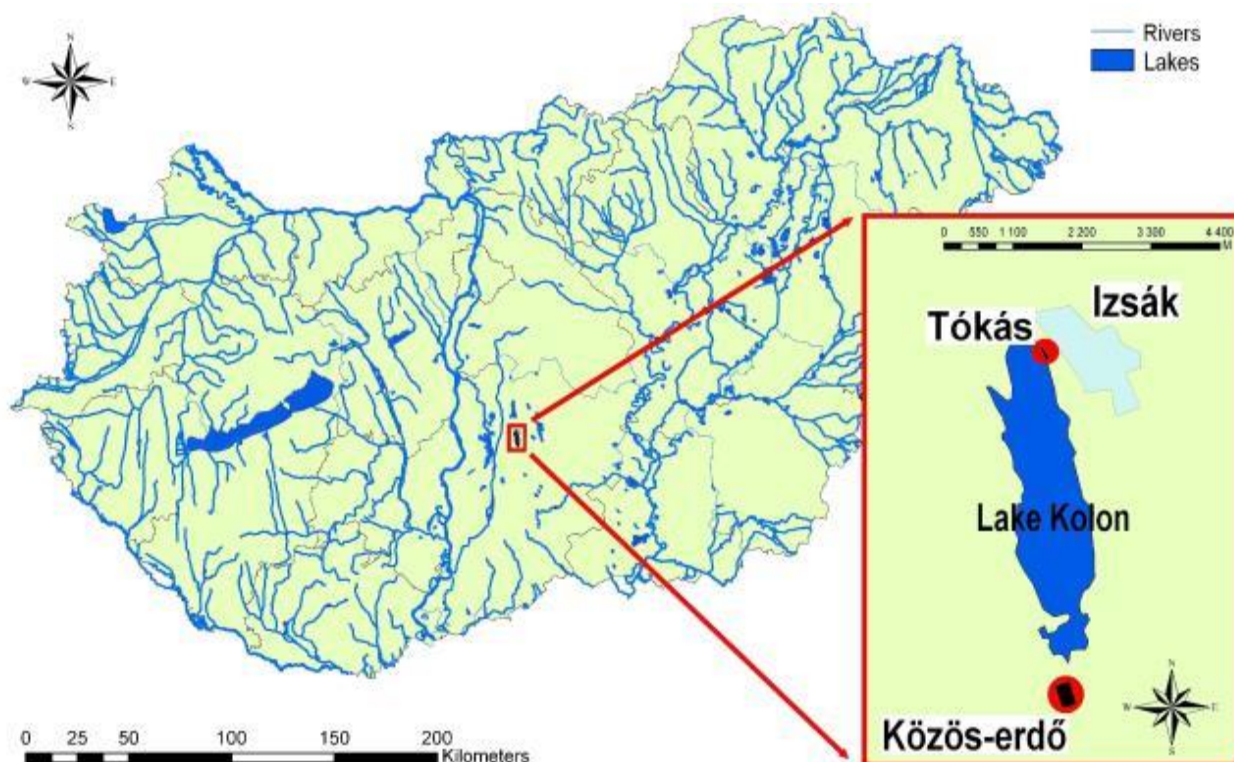 N
W E
S
Rivers
Lakes
0 550 1 100 2 200 3 300 4 400
M
Izsák
Tókás
Lake Kolon
N
W E
S
Közös-erdő
0 25 50 100 150 200
Kilometers